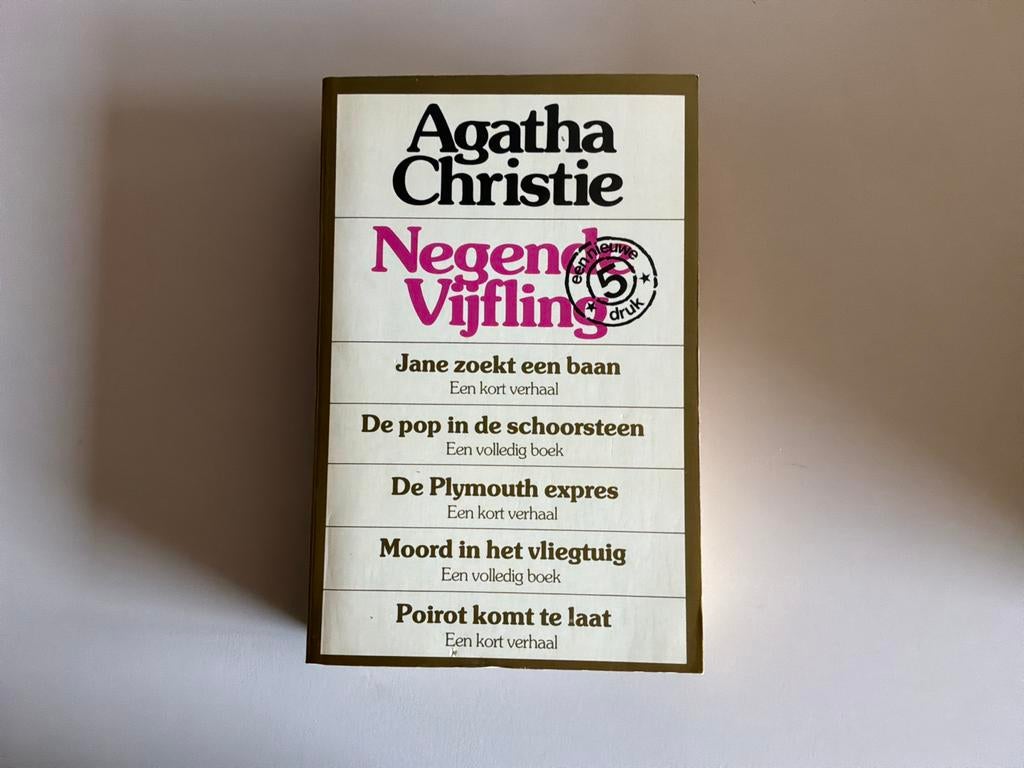 Agatha
Christie
Negende
Vijfling
een nieuwe
5
druk
Jane zoekt een baan
Een kort verhaal
De pop in de schoorsteen
Een volledig boek
De Plymouth expres
Een kort verhaal
Moord in het vliegtuig
Een volledig boek
Poirot komt te laat
Een kort verhaal